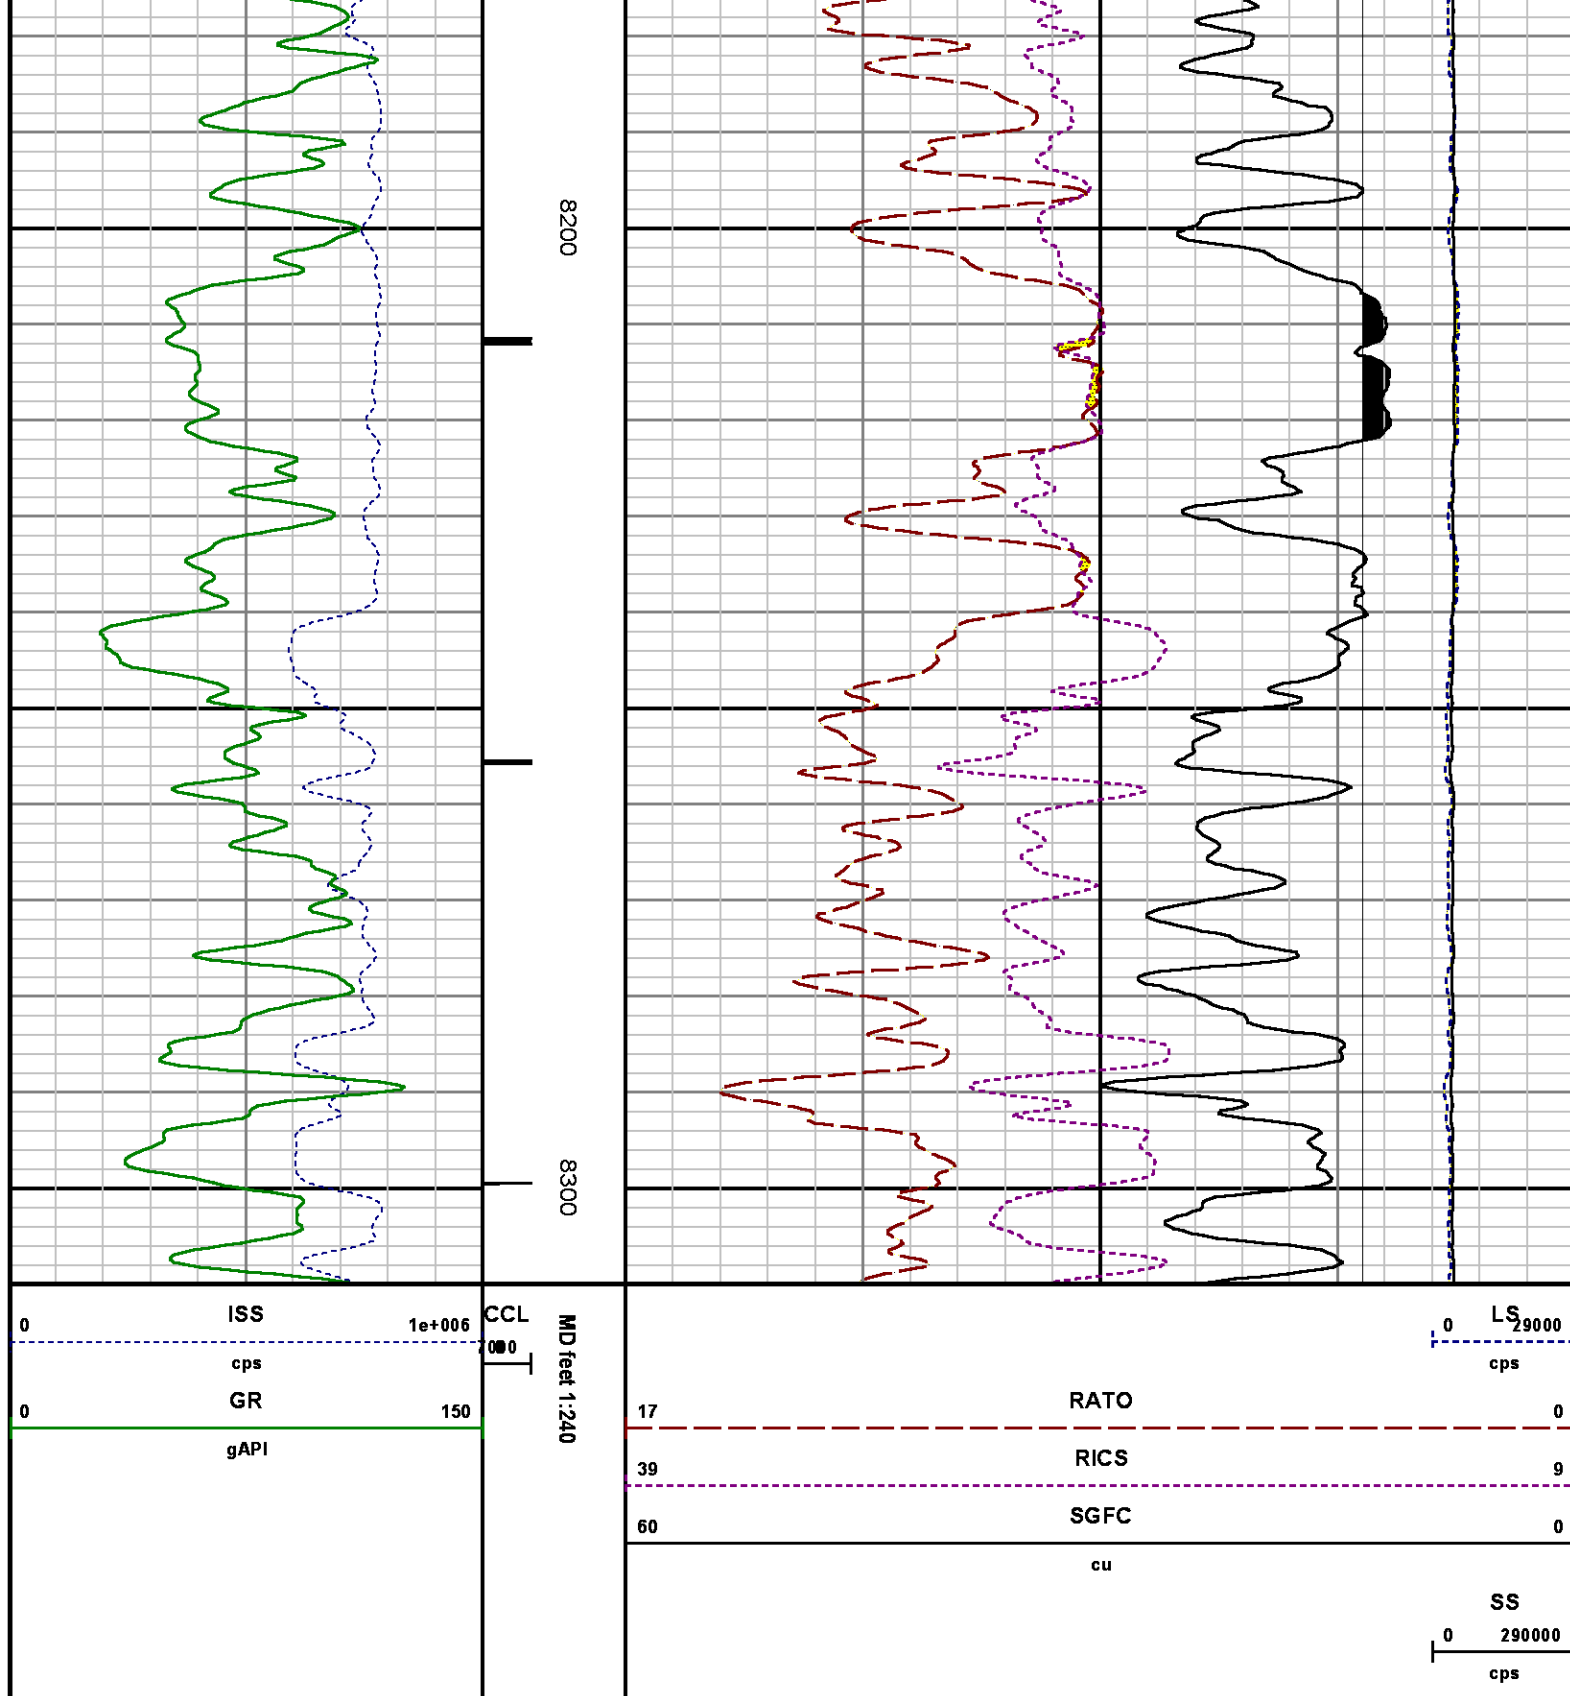 8200
8300
MD feet 1:240
ISS
0 1e+006
cps
GR
0 150
gAPI
CCL
LS
0 29000
cps
RATO
17 0
RICS
39 9
SGFC
60 0
cu
SS
0 290000
cps